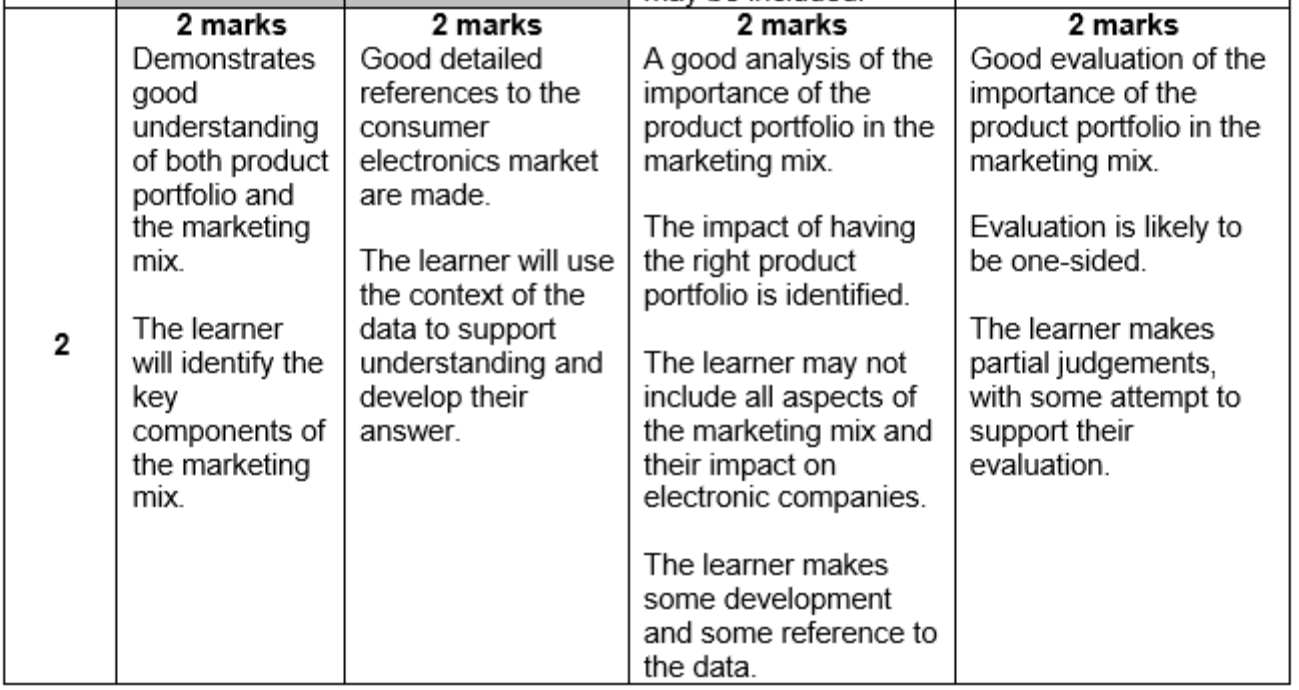 may be included.
2 marks
Demonstrates
good
understanding
of both product
portfolio and
the marketing
mix.
The learner
will identify the
key
components of
the marketing
mix.
2 marks
Good detailed
references to the
consumer
electronics market
are made.
The learner will use
the context of the
data to support
understanding and
develop their
answer.
2 marks
A good analysis of the
importance of the
product portfolio in the
marketing mix.
The impact of having
the right product
portfolio is identified.
The learner may not
include all aspects of
the marketing mix and
their impact on
electronic companies.
The learner makes
some development
and some reference to
the data.
2 marks
Good evaluation of the
importance of the
product portfolio in the
marketing mix.
Evaluation is likely to
be one-sided.
The learner makes
partial judgements,
with some attempt to
support their
evaluation.
2